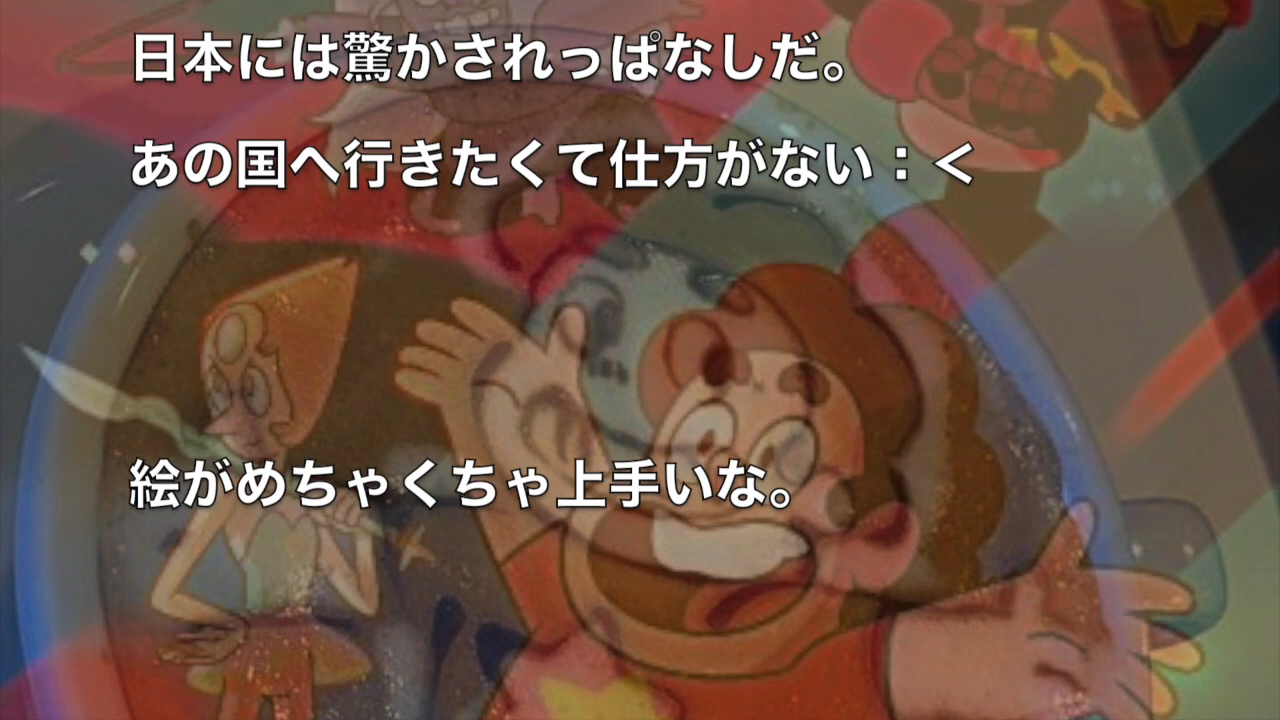 日本には驚かされっぱなしだ。
あの国へ行きたくて仕方がない：＜
絵がめちゃくちゃ上手いな。